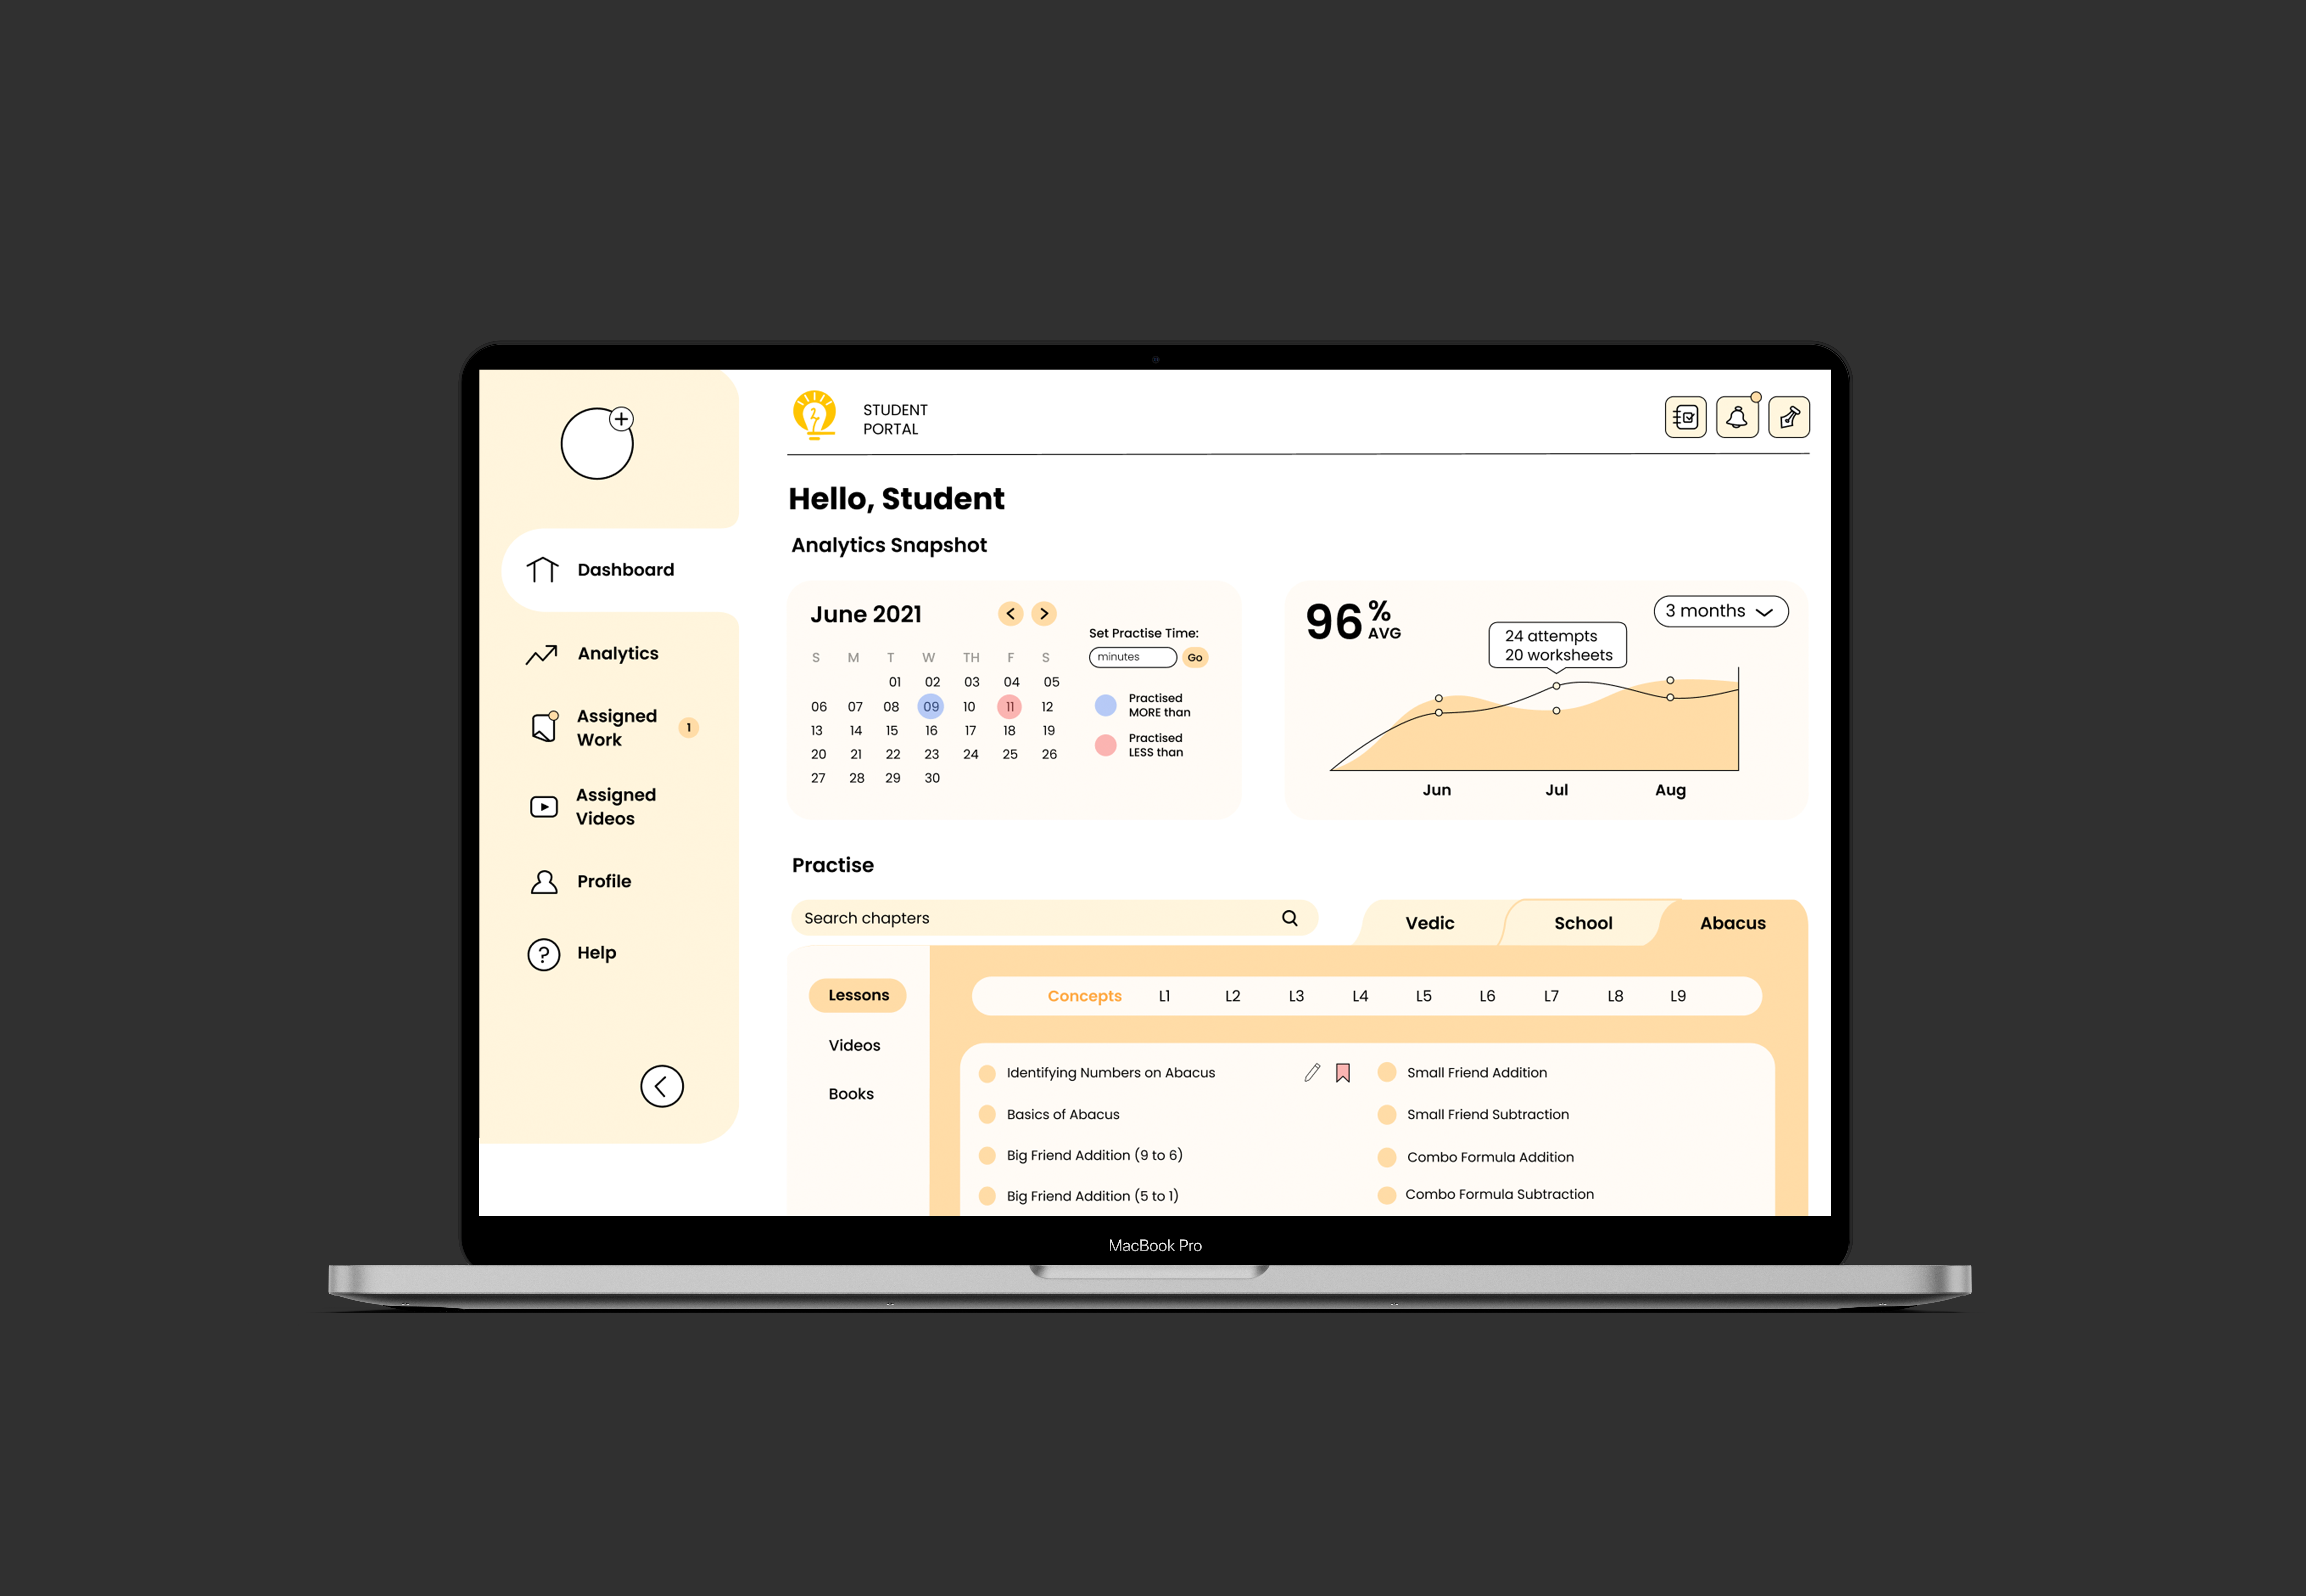 STUDENT
PORTAL
Hello, Student
Analytics Snapshot
Dashboard
Analytics
Assigned
Work
1
Assigned
Videos
Profile
? Help
June 2021
< >
S M T W TH F S
01 02 03 04 05
06 07 08 09 10 11 12
13 14 15 16 17 18 19
20 21 22 23 24 25 26
27 28 29 30
Set Practise Time:
minutes Go
Practised
MORE than
Practised
LESS than
96 %
AVG
3 months
24 attempts
20 worksheets
Jun Jul Aug
Practise
Search chapters
Vedic School Abacus
Lessons
Videos
Books
Concepts L1 L2 L3 L4 L5 L6 L7 L8 L9
Identifying Numbers on Abacus
Basics of Abacus
Big Friend Addition (9 to 6)
Big Friend Addition (5 to 1)
Small Friend Addition
Small Friend Subtraction
Combo Formula Addition
Combo Formula Subtraction
MacBook Pro